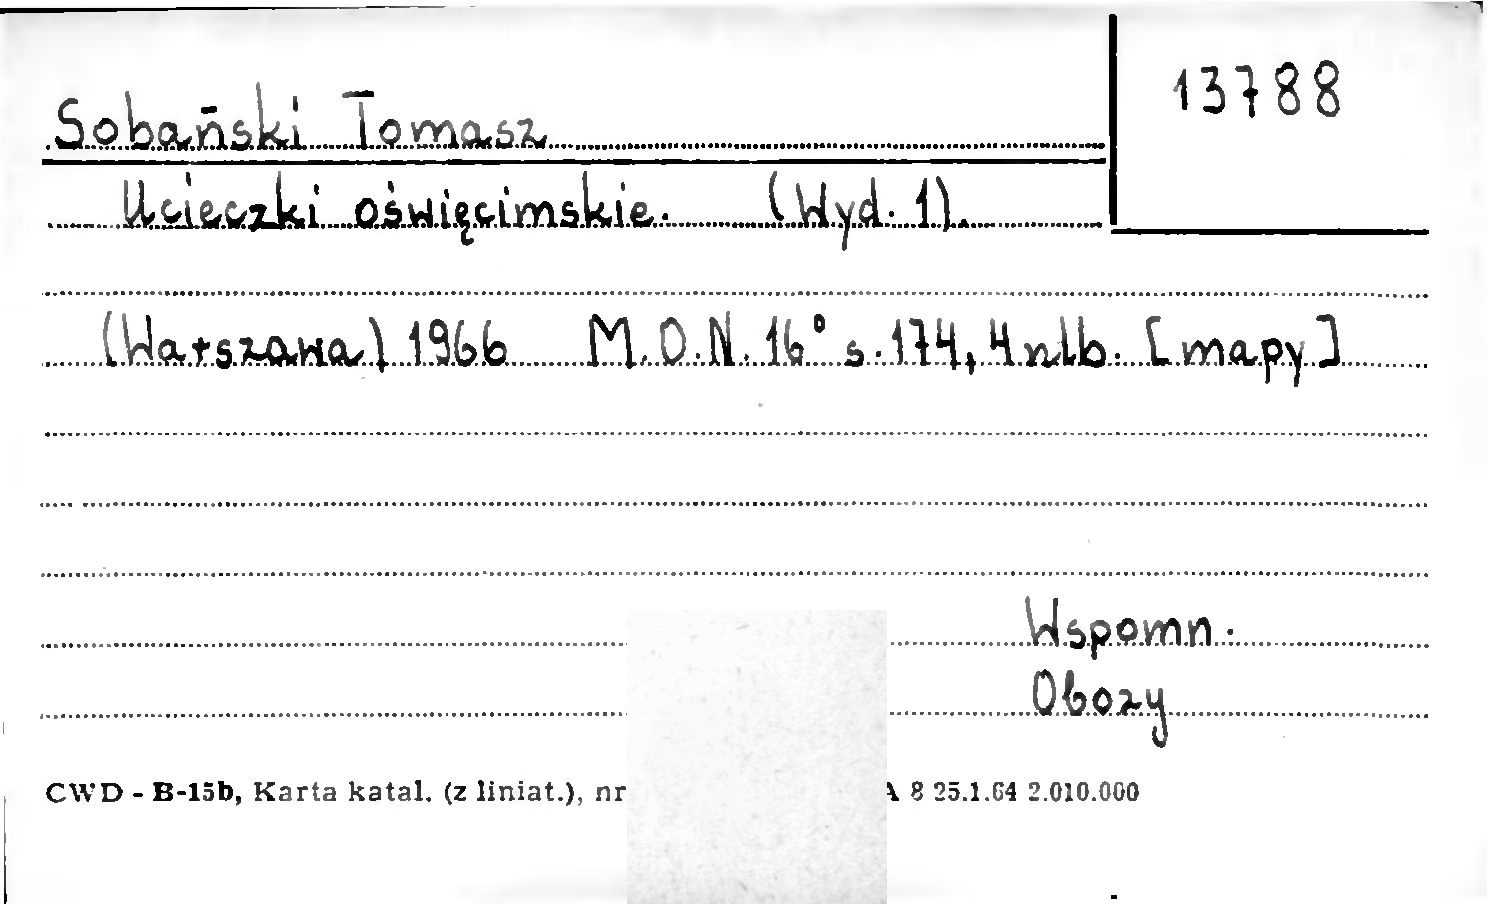 13788
Sobański Tomasz
Ucieczki oświęcimskie. (Wyd. 1).
(Warszawa) 1966 M.O.N. 16° s. 174, 4 nlb. [mapy]
Wspomn.
Obozy
CWD - B-15b, Karta katal. (z liniat.), nr A 8 25.1.64 2.010.000